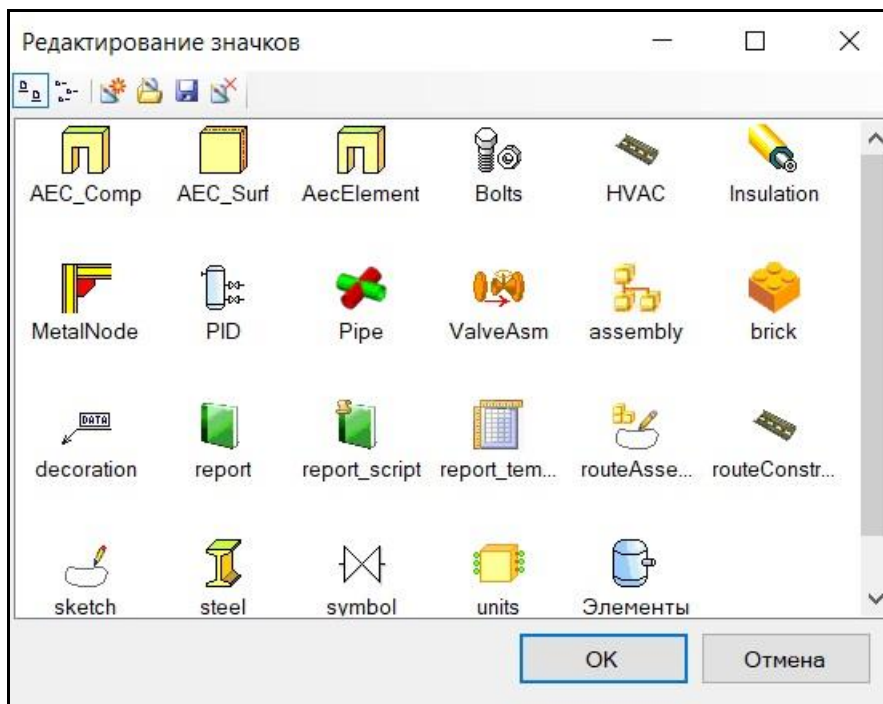 Редактирование значков
AEC_Comp AEC_Surf AecElement Bolts HVAC Insulation
MetalNode PID Pipe ValveAsm assembly brick
DATA
decoration report report_script report_tem... routeAsse... routeConstr...
sketch steel symbol units Элементы
OK Отмена